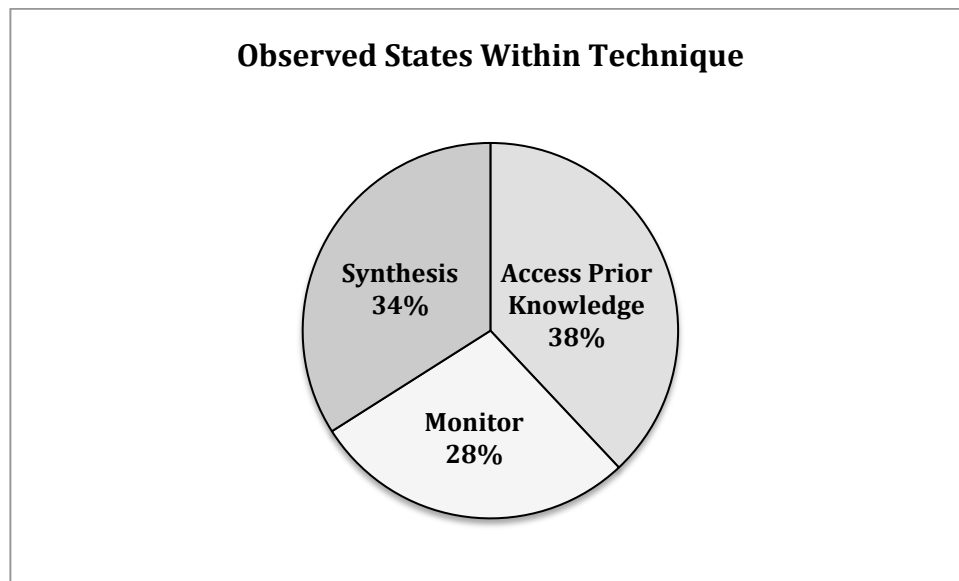 Observed States Within Technique
Synthesis
34%
Access Prior
Knowledge
38%
Monitor
28%